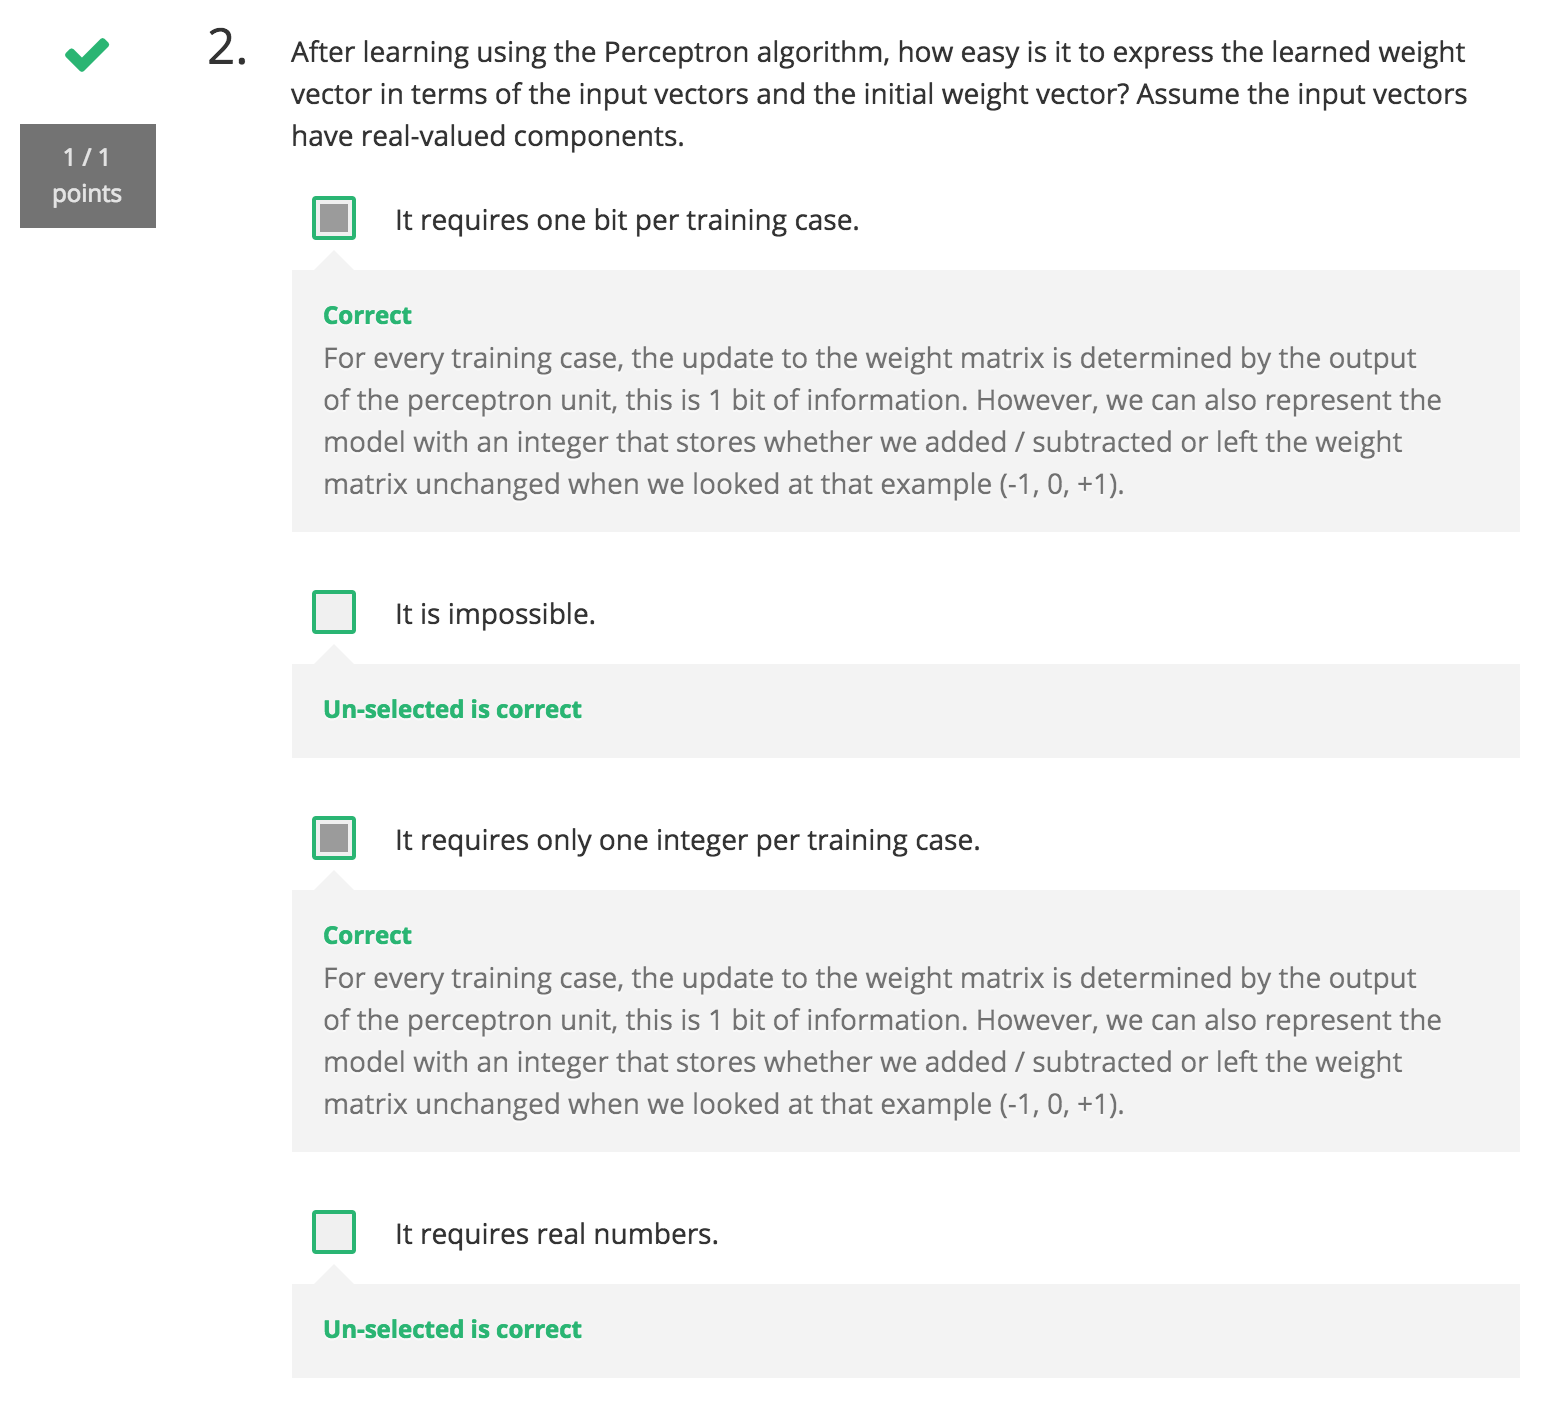 2.
After learning using the Perceptron algorithm, how easy is it to express the learned weight
vector in terms of the input vectors and the initial weight vector? Assume the input vectors
have real-valued components.
1 / 1
points
It requires one bit per training case.
Correct
For every training case, the update to the weight matrix is determined by the output
of the perceptron unit, this is 1 bit of information. However, we can also represent the
model with an integer that stores whether we added / subtracted or left the weight
matrix unchanged when we looked at that example (-1, 0, +1).
It is impossible.
Un-selected is correct
It requires only one integer per training case.
Correct
For every training case, the update to the weight matrix is determined by the output
of the perceptron unit, this is 1 bit of information. However, we can also represent the
model with an integer that stores whether we added / subtracted or left the weight
matrix unchanged when we looked at that example (-1, 0, +1).
It requires real numbers.
Un-selected is correct